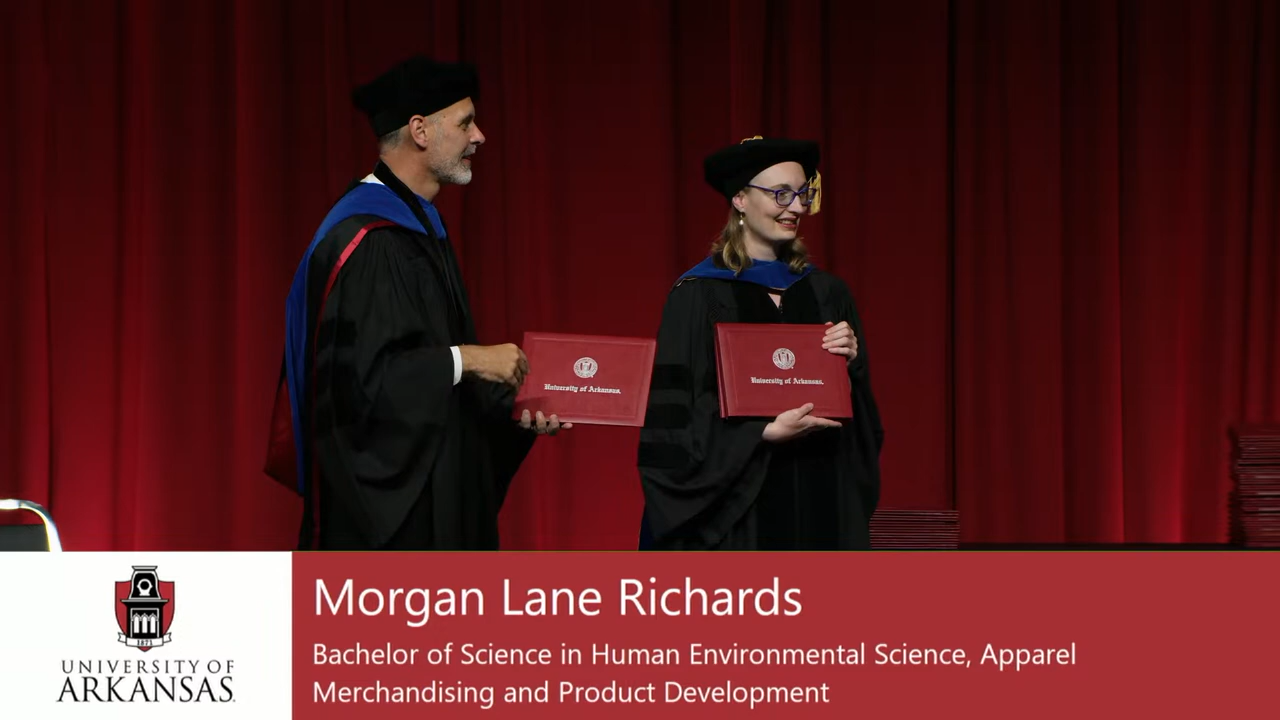 University of Arkansas.
University of Arkansas.
Morgan Lane Richards
Bachelor of Science in Human Environmental Science, Apparel
Merchandising and Product Development
1871
UNIVERSITY OF
ARKANSAS